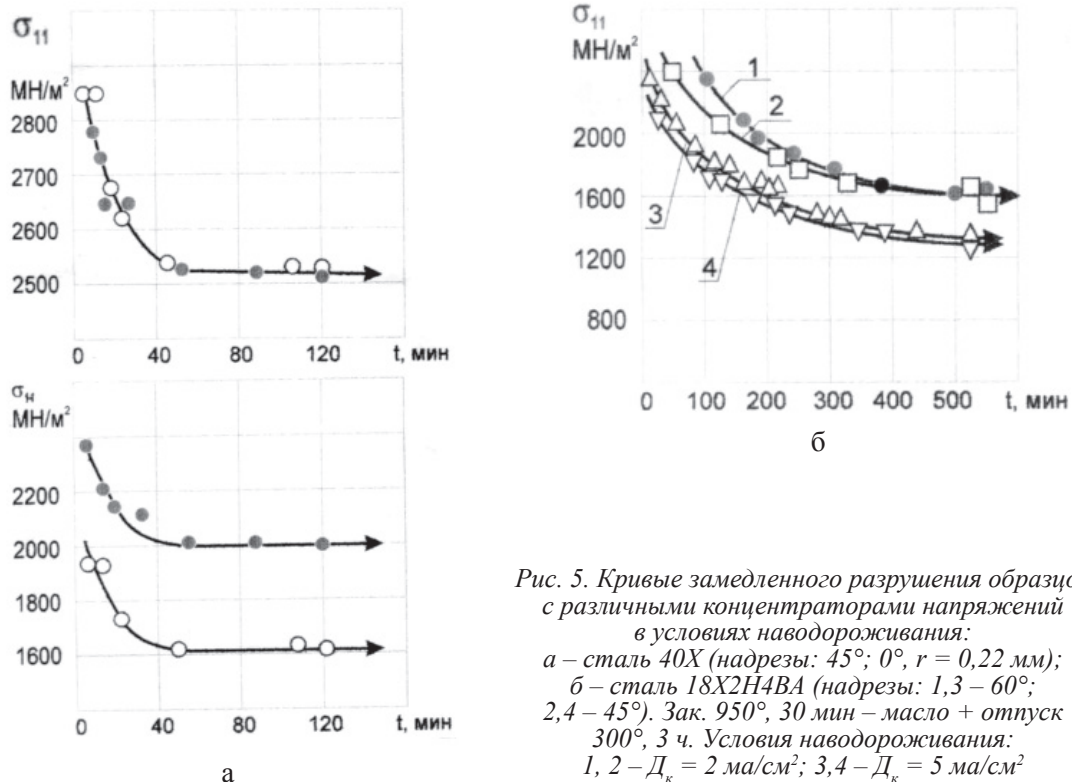 σ₁₁
МН/м²
2800
2700
2600
2500
0 40 80 120 t, мин
σн
МН/м²
2200
2000
1800
1600
0 40 80 120 t, мин
а
σ₁₁
МН/м²
2000
1600
1200
800
1
2
3
4
0 100 200 300 400 500 t, мин
б
Рис. 5. Кривые замедленного разрушения образцо
с различными концентраторами напряжений
в условиях наводороживания:
а – сталь 40Х (надрезы: 45°; 0°, r = 0,22 мм);
б – сталь 18Х2Н4ВА (надрезы: 1,3 – 60°;
2,4 – 45°). Зак. 950°, 30 мин – масло + отпуск
300°, 3 ч. Условия наводороживания:
1, 2 – Дк = 2 ма/см²; 3,4 – Дк = 5 ма/см²